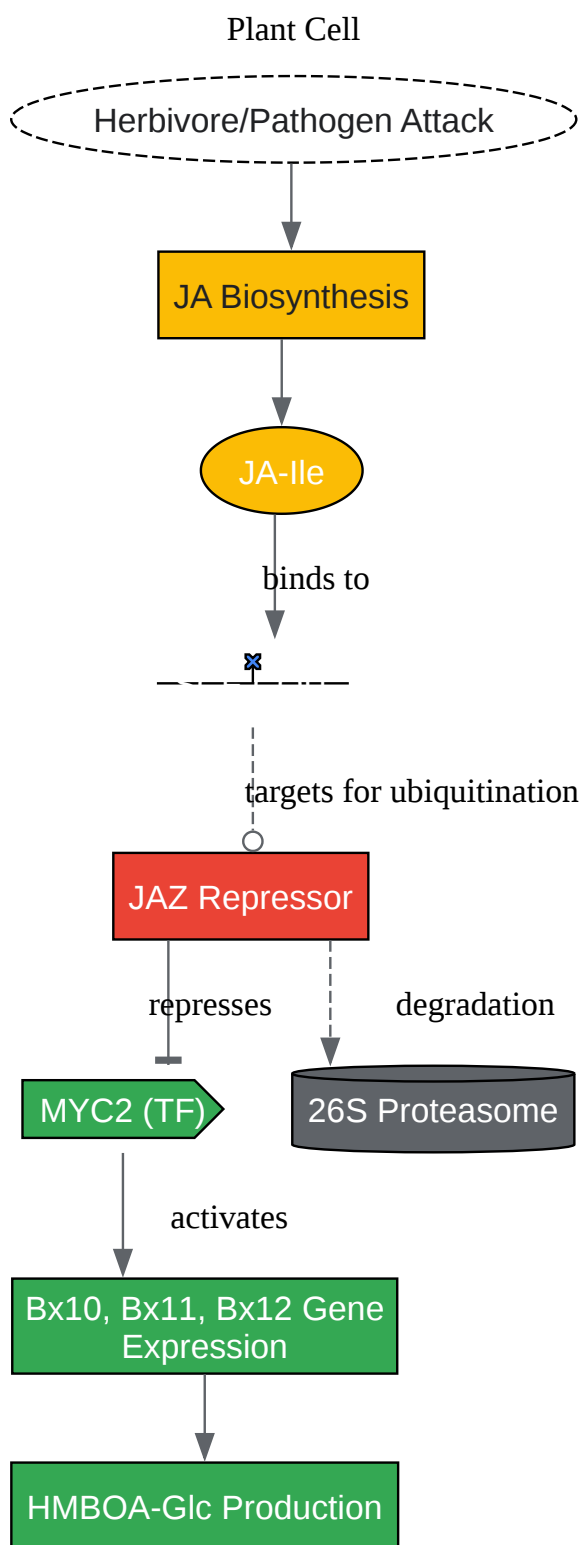 Plant Cell
Herbivore/Pathogen Attack
JA Biosynthesis
JA-Ile
binds to
targets for ubiquitination
JAZ Repressor
represses
degradation
MYC2 (TF)
26S Proteasome
activates
Bx10, Bx11, Bx12 Gene
Expression
HMBOA-Glc Production